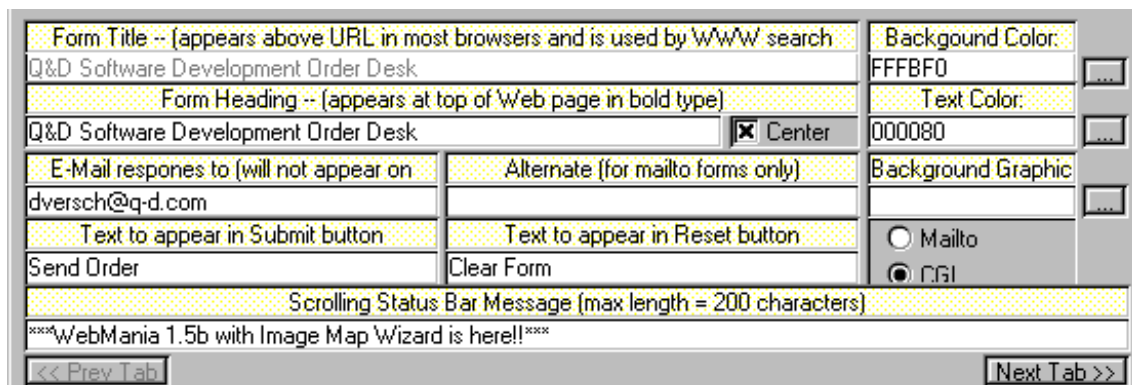 Form Title -- (appears above URL in most browsers and is used by WWW search
Backgound Color:
Q&D Software Development Order Desk
FFFBF0
...
Form Heading -- (appears at top of Web page in bold type)
Text Color:
Q&D Software Development Order Desk
Center
000080
...
E-Mail respones to (will not appear on
Alternate (for mailto forms only)
Background Graphic
dversch@q-d.com
...
Text to appear in Submit button
Text to appear in Reset button
Mailto
Send Order
Clear Form
CGI
Scrolling Status Bar Message (max length = 200 characters)
***WebMania 1.5b with Image Map Wizard is here!!***
<< Prev Tab
Next Tab >>